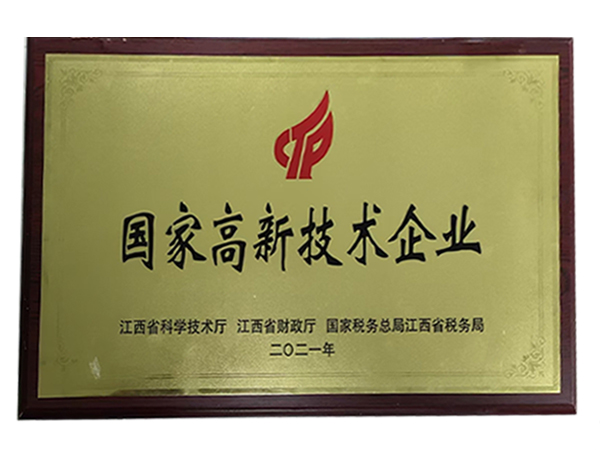 CTP
国家高新技术企业
江西省科学技术厅 江西省财政厅 国家税务总局江西省税务局
二〇二一年